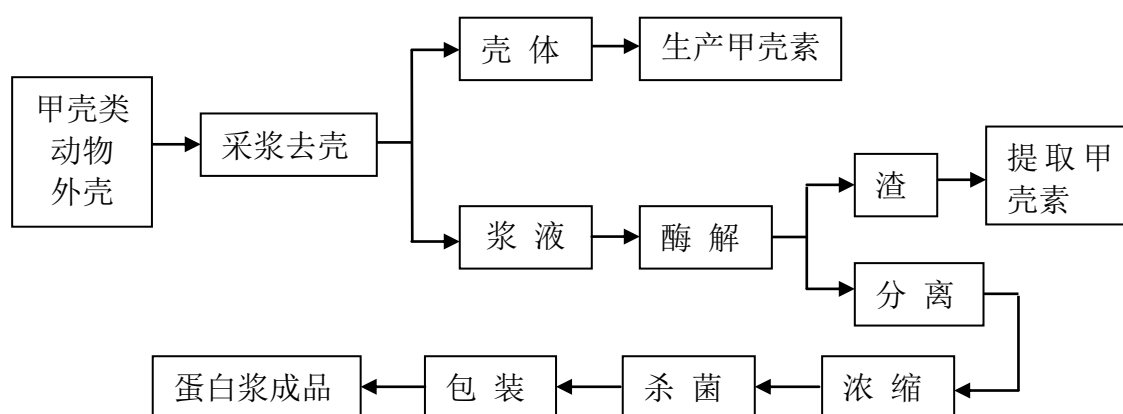 甲壳类
动物
外壳
采浆去壳
壳 体
生产甲壳素
浆 液
酶 解
渣
提 取 甲
壳素
分 离
浓 缩
杀 菌
包 装
蛋白浆成品